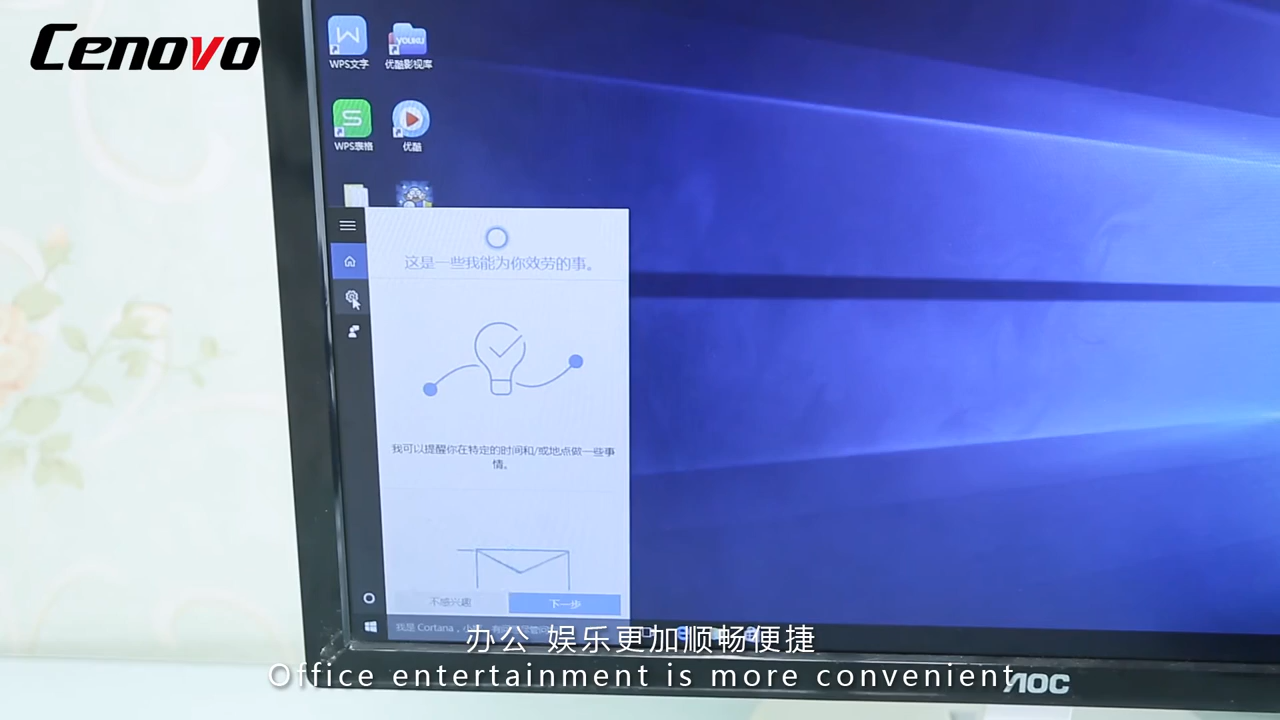 Cenovo
WPS文字
YOUKU
优酷影视库
WPS表格
优酷
这是一些我能为你效劳的事。
我可以提醒你在特定的时间和/或地点做一些事
情。
不感兴趣
下一步
我是 Cortana，小
办公 娱乐更加顺畅便捷
Office entertainment is more convenient
AOC